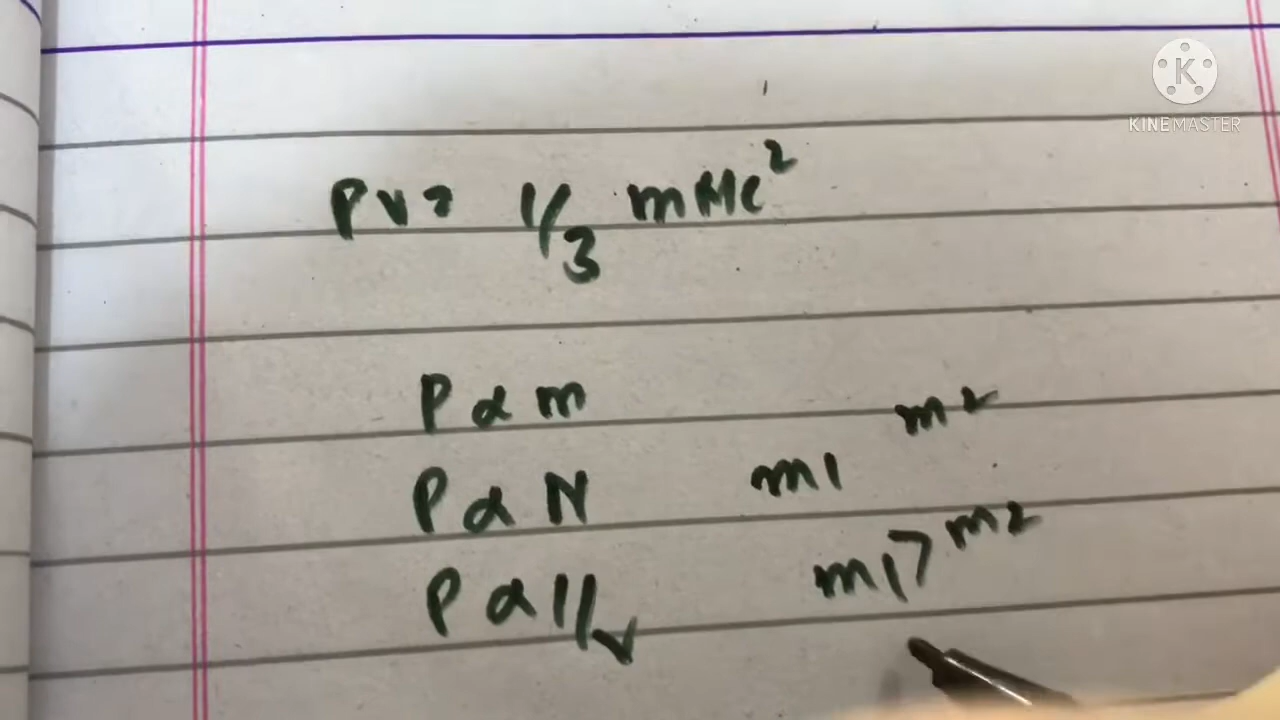 KINEMASTER
PV = 1/3 mNc²
P α m
m2
P α N m1
P α 1/V m1 > m2